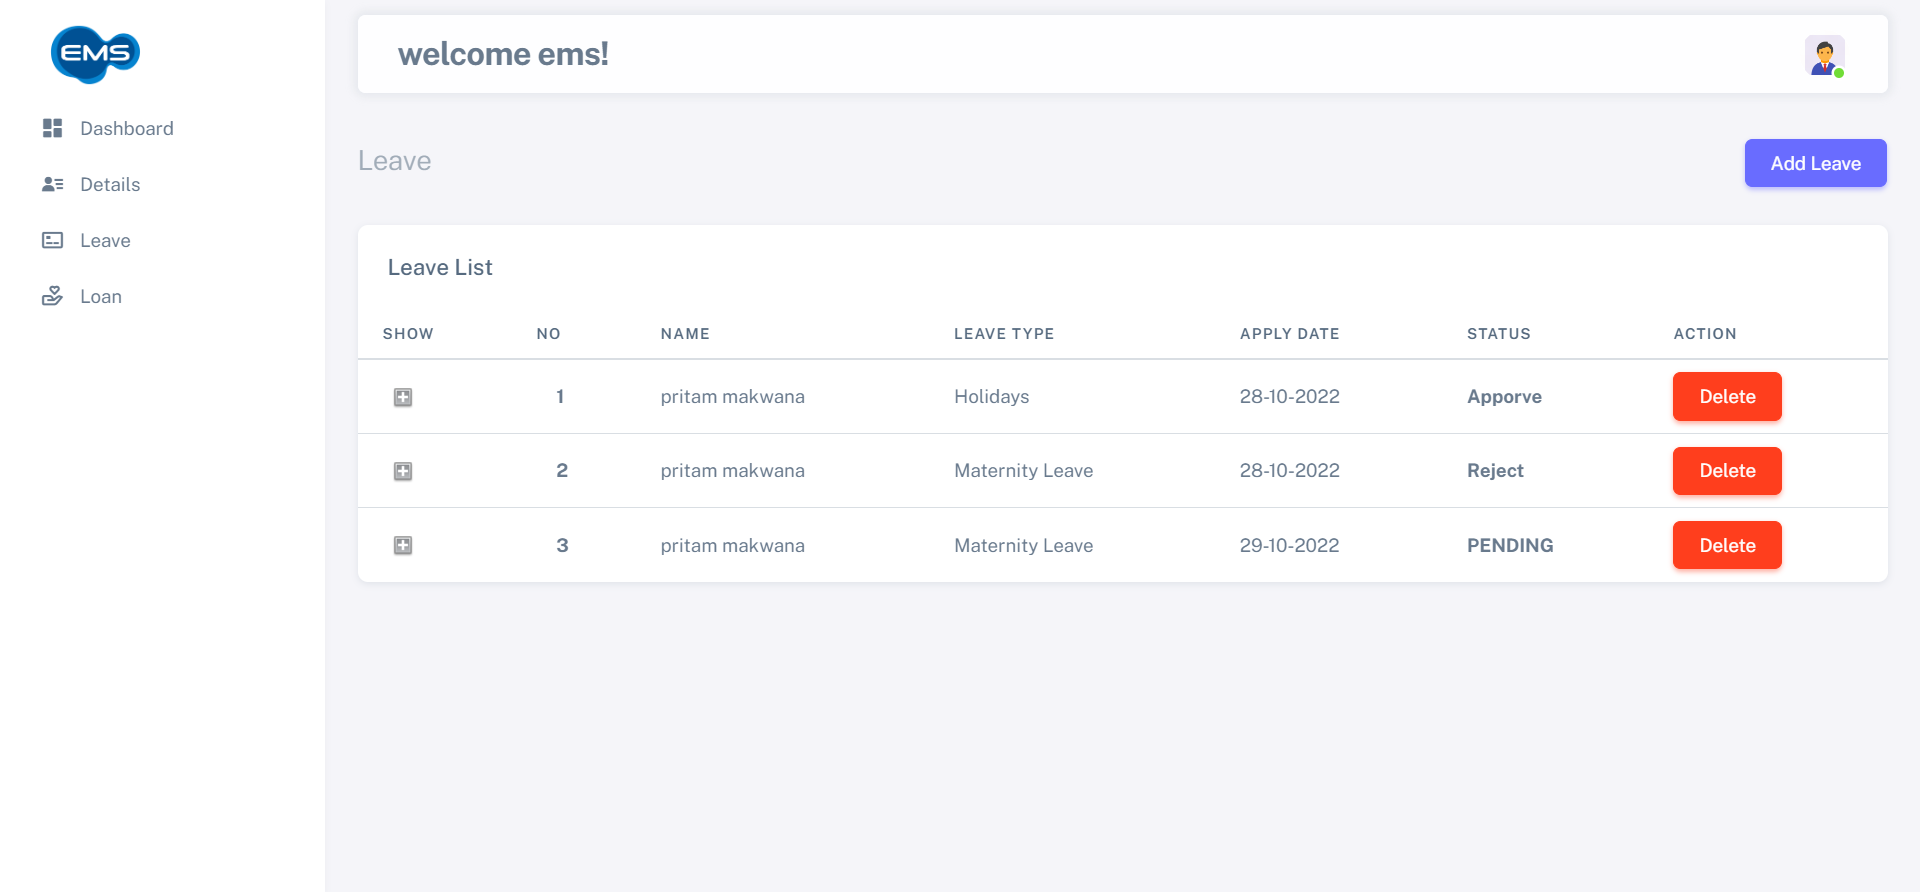 EMS
welcome ems!
Dashboard
Details
Leave
Loan
Leave
Add Leave
Leave List
SHOW NO NAME LEAVE TYPE APPLY DATE STATUS ACTION
1 pritam makwana Holidays 28-10-2022 Apporve Delete
2 pritam makwana Maternity Leave 28-10-2022 Reject Delete
3 pritam makwana Maternity Leave 29-10-2022 PENDING Delete